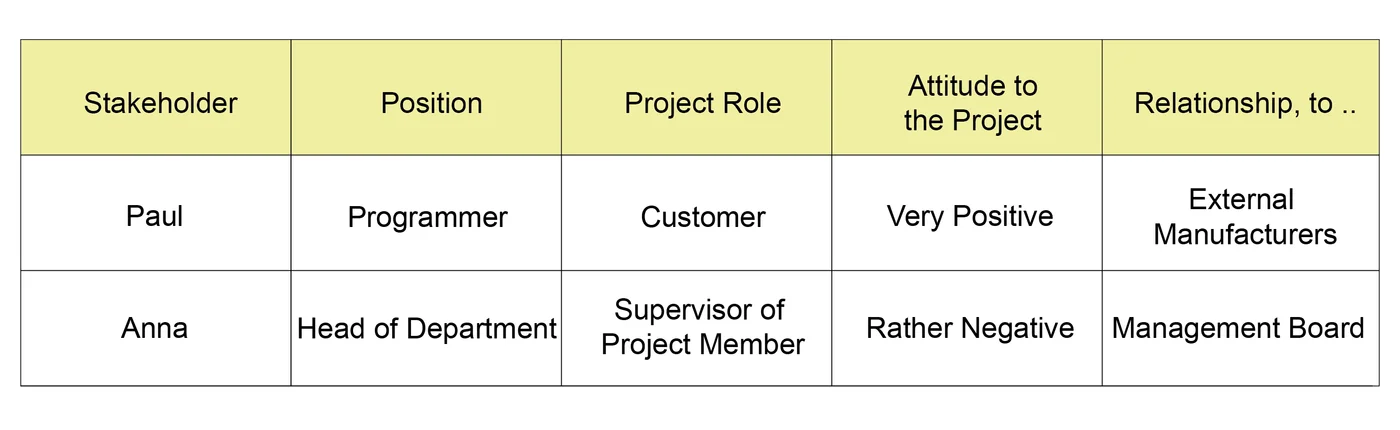 Stakeholder
Position
Project Role
Attitude to
the Project
Relationship, to ..
Paul
Programmer
Customer
Very Positive
External
Manufacturers
Anna
Head of Department
Supervisor of
Project Member
Rather Negative
Management Board